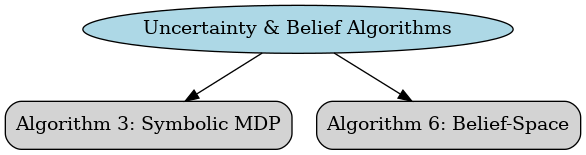 Uncertainty & Belief Algorithms
Algorithm 3: Symbolic MDP
Algorithm 6: Belief-Space